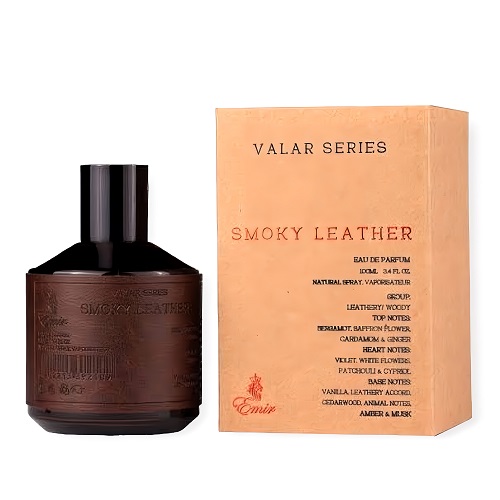 VALAR SERIES
SMOKY LEATHER
EAU DE PARFUM
100ML 3.4 FL OZ.
NATURAL SPRAY. VAPORISATEUR
GROUP:
LEATHERY/ WOODY
TOP NOTES:
BERGAMOT, SAFFRON FLOWER,
CARDAMOM & GINGER
HEART NOTES:
VIOLET, WHITE FLOWERS,
PATCHOULI & CYPRIOL
BASE NOTES:
VANILLA, LEATHERY ACCORD,
CEDARWOOD, ANIMAL NOTES,
AMBER & MUSK
Emir
SERIES
SMOKY LEATHER
Emir